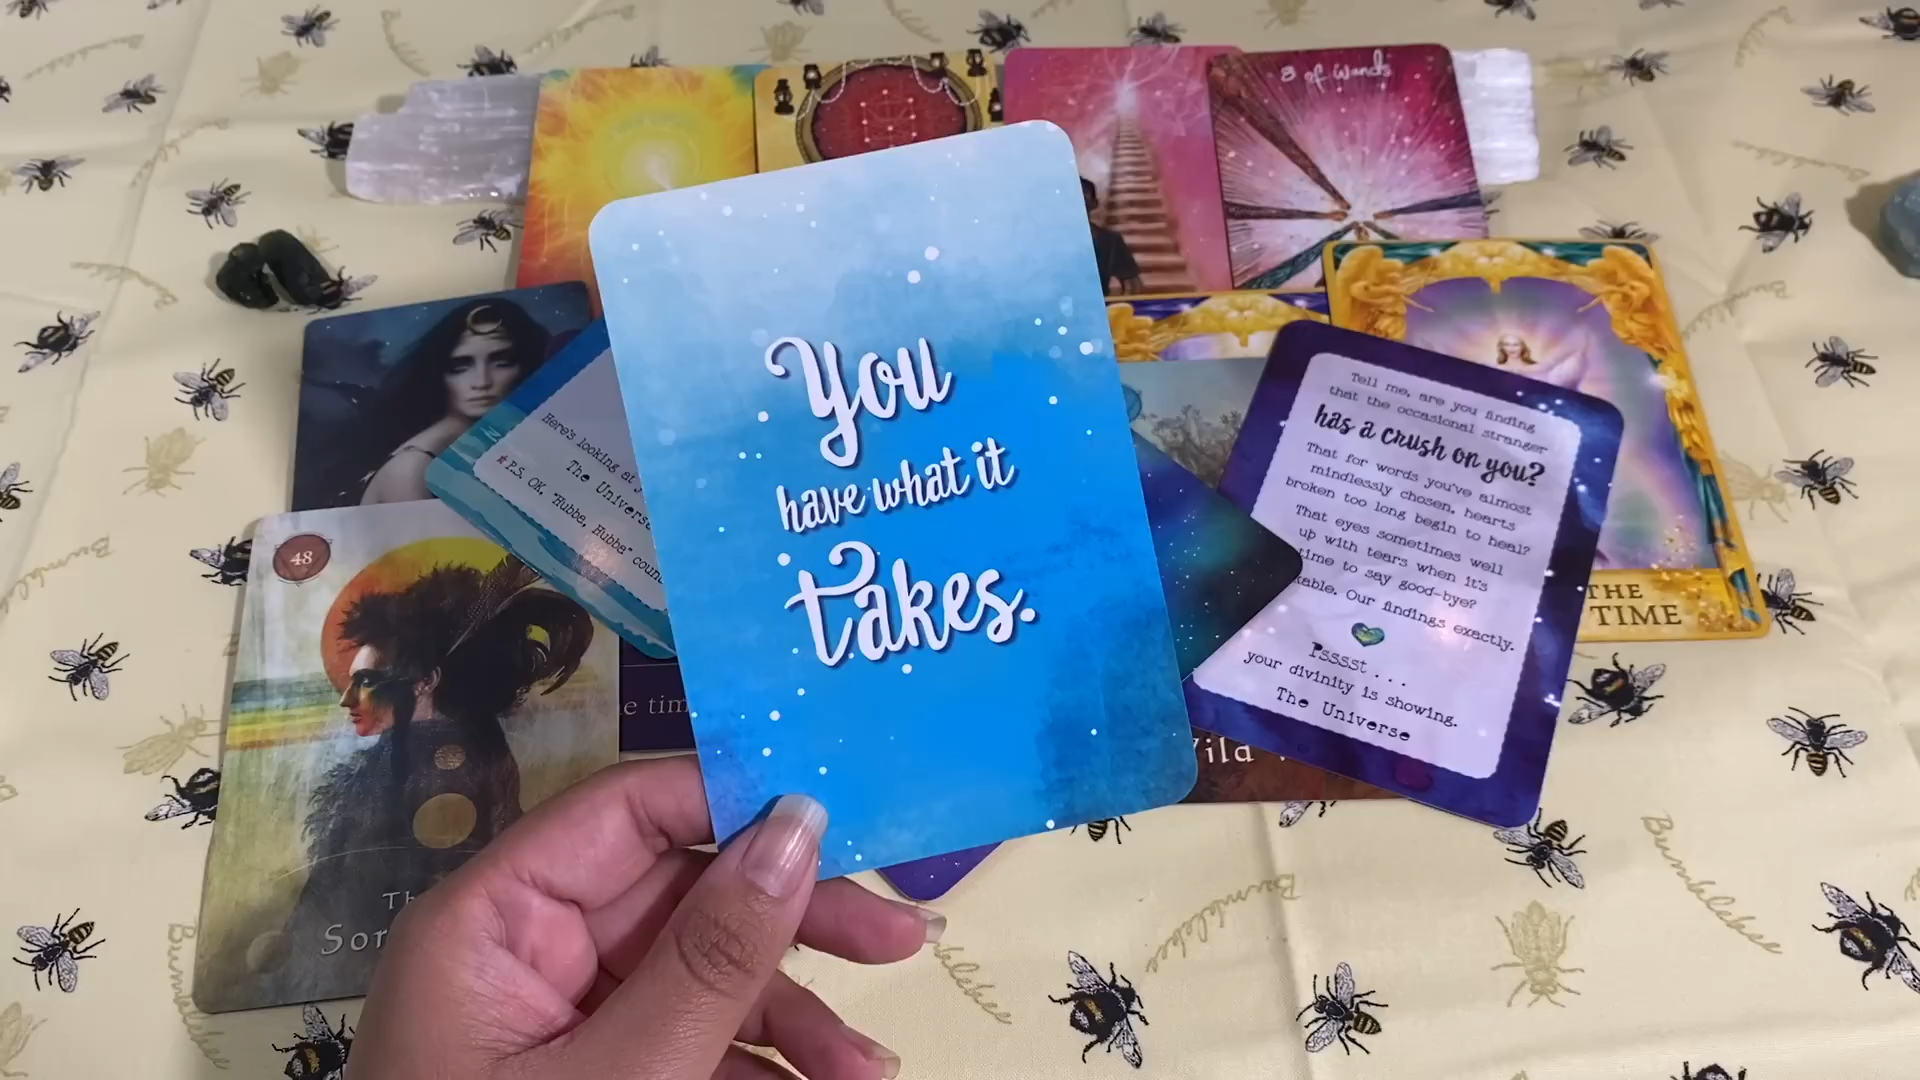 8 of Wands
You
have what it
takes.
Here's looking at
The Universe
P.S. OK, "Hubba, Hubba"
Tell me, are you finding
that the occasional stranger
has a crush on you?
That for words you've almost
mindlessly chosen, hearts
broken too long begin to heal?
That eyes sometimes well
up with tears when it's
time to say good-bye?
Our findings exactly.
Psssst . . .
your divinity is showing.
The Universe
THE
TIME
48
Bumblebee
Bumblebee